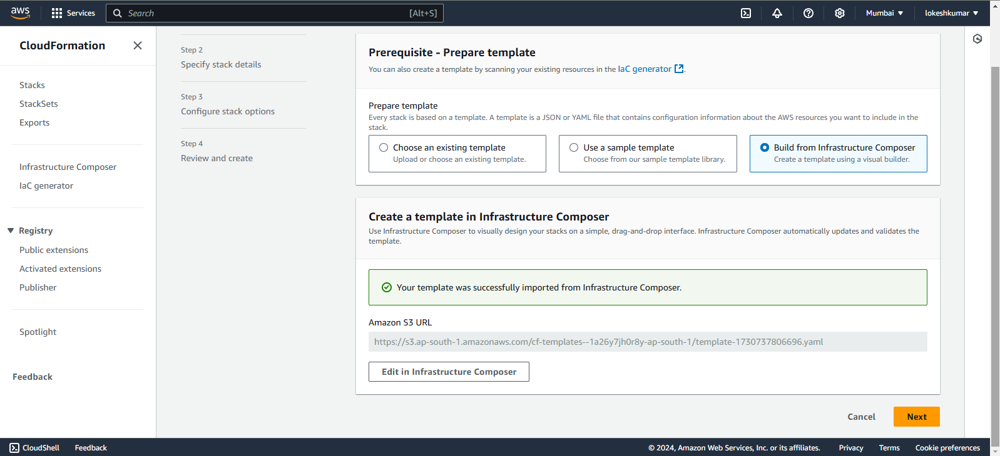 aws
Services
Search
[Alt+S]
Mumbai
lokeshkumar
CloudFormation
Stacks
StackSets
Exports
Infrastructure Composer
IaC generator
Registry
Public extensions
Activated extensions
Publisher
Spotlight
Feedback
Step 2
Specify stack details
Step 3
Configure stack options
Step 4
Review and create
Prerequisite - Prepare template
You can also create a template by scanning your existing resources in the IaC generator.
Prepare template
Every stack is based on a template. A template is a JSON or YAML file that contains configuration information about the AWS resources you want to include in the
stack.
Choose an existing template
Upload or choose an existing template.
Use a sample template
Choose from our sample template library.
Build from Infrastructure Composer
Create a template using a visual builder.
Create a template in Infrastructure Composer
Use Infrastructure Composer to visually design your stacks on a simple, drag-and-drop interface. Infrastructure Composer automatically updates and validates the
template.
Your template was successfully imported from Infrastructure Composer.
Amazon S3 URL
https://s3.ap-south-1.amazonaws.com/cf-templates--1a26y7jh0r8y-ap-south-1/template-1730737806696.yaml
Edit in Infrastructure Composer
Cancel
Next
CloudShell
Feedback
© 2024, Amazon Web Services, Inc. or its affiliates.
Privacy
Terms
Cookie preferences